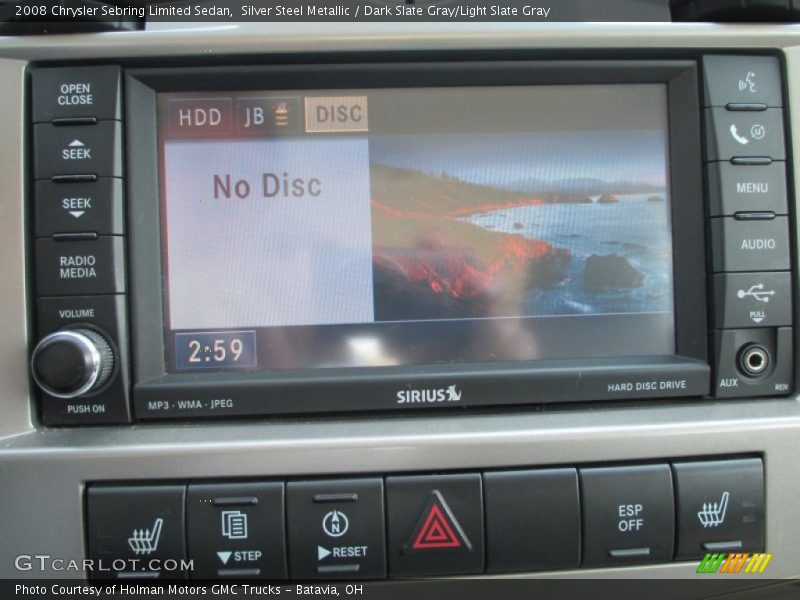 2008 Chrysler Sebring Limited Sedan,  Silver Steel Metallic / Dark Slate Gray/Light Slate Gray
OPEN
CLOSE
SEEK
SEEK
RADIO
MEDIA
VOLUME
PUSH ON
HDD JB DISC
No Disc
2:59
MP3 · WMA · JPEG
SIRIUS
HARD DISC DRIVE
MENU
AUDIO
PULL
AUX
STEP
N
RESET
ESP
OFF
GTCarlot.com
Photo Courtesy of Holman Motors GMC Trucks - Batavia, OH